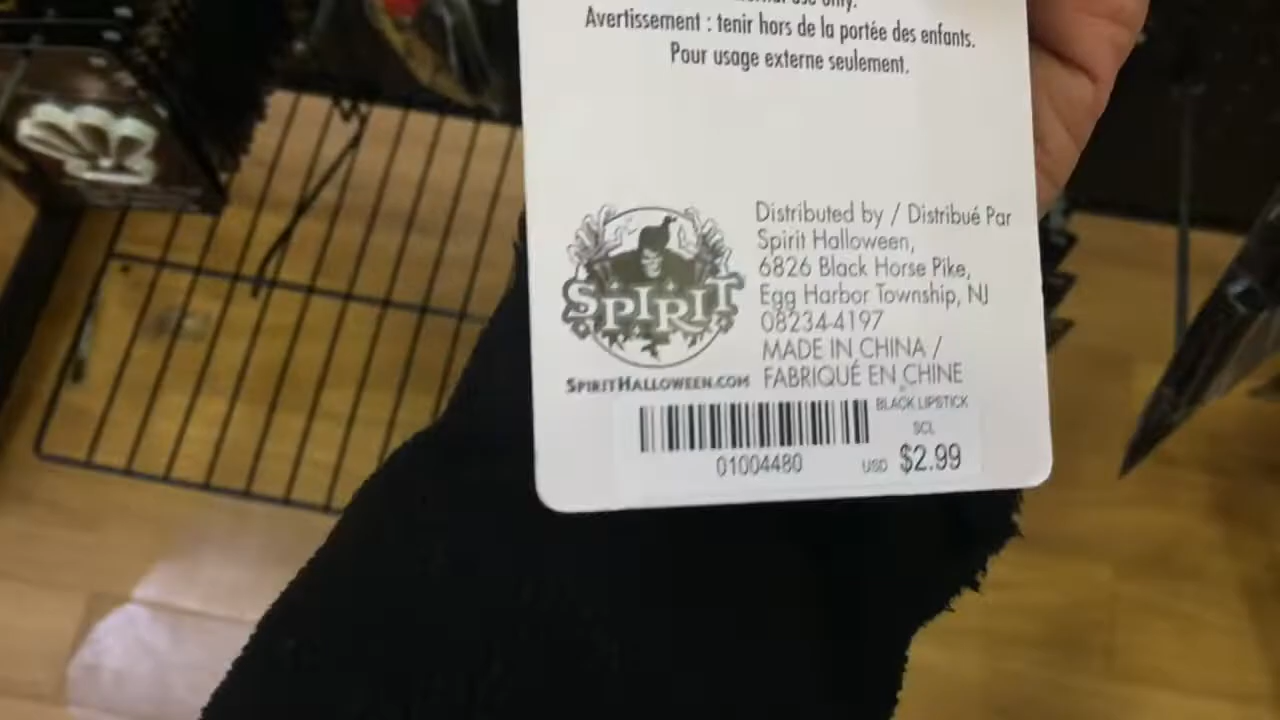 use only.
Avertissement : tenir hors de la portée des enfants.
Pour usage externe seulement.
Distributed by / Distribué Par
Spirit Halloween,
6826 Black Horse Pike,
Egg Harbor Township, NJ
08234-4197
MADE IN CHINA /
FABRIQUÉ EN CHINE
SPIRIT
SPIRITHALLOWEEN.COM
BLACK LIPSTICK
SCL
01004480
USD $2.99